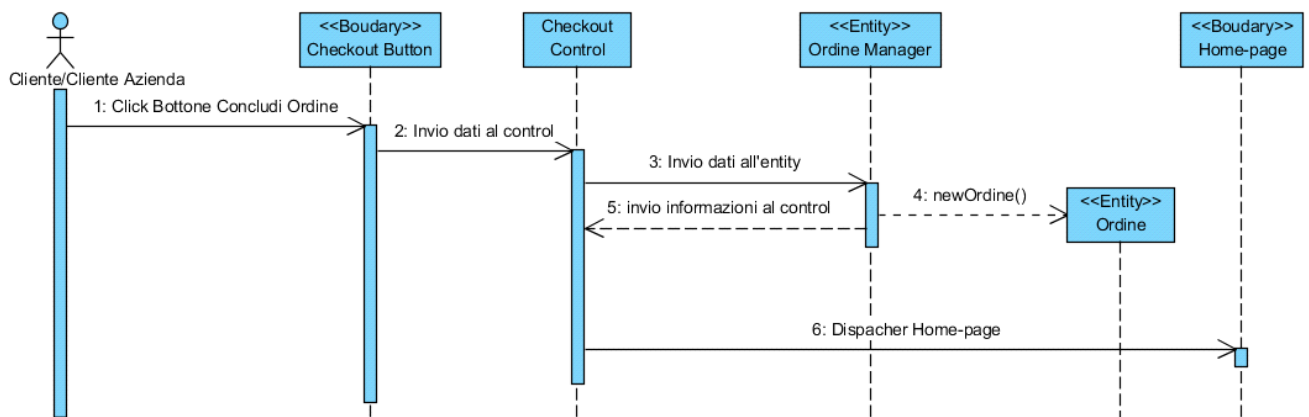 <<Boudary>>
Checkout Button
Checkout
Control
<<Entity>>
Ordine Manager
<<Boudary>>
Home-page
Cliente/Cliente Azienda
1: Click Bottone Concludi Ordine
2: Invio dati al control
3: Invio dati all'entity
4: newOrdine()
<<Entity>>
Ordine
5: invio informazioni al control
6: Dispacher Home-page